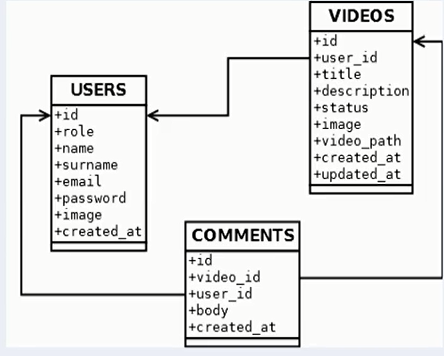 VIDEOS
+id
+user_id
+title
+description
+status
+image
+video_path
+created_at
+updated_at
USERS
+id
+role
+name
+surname
+email
+password
+image
+created_at
COMMENTS
+id
+video_id
+user_id
+body
+created_at